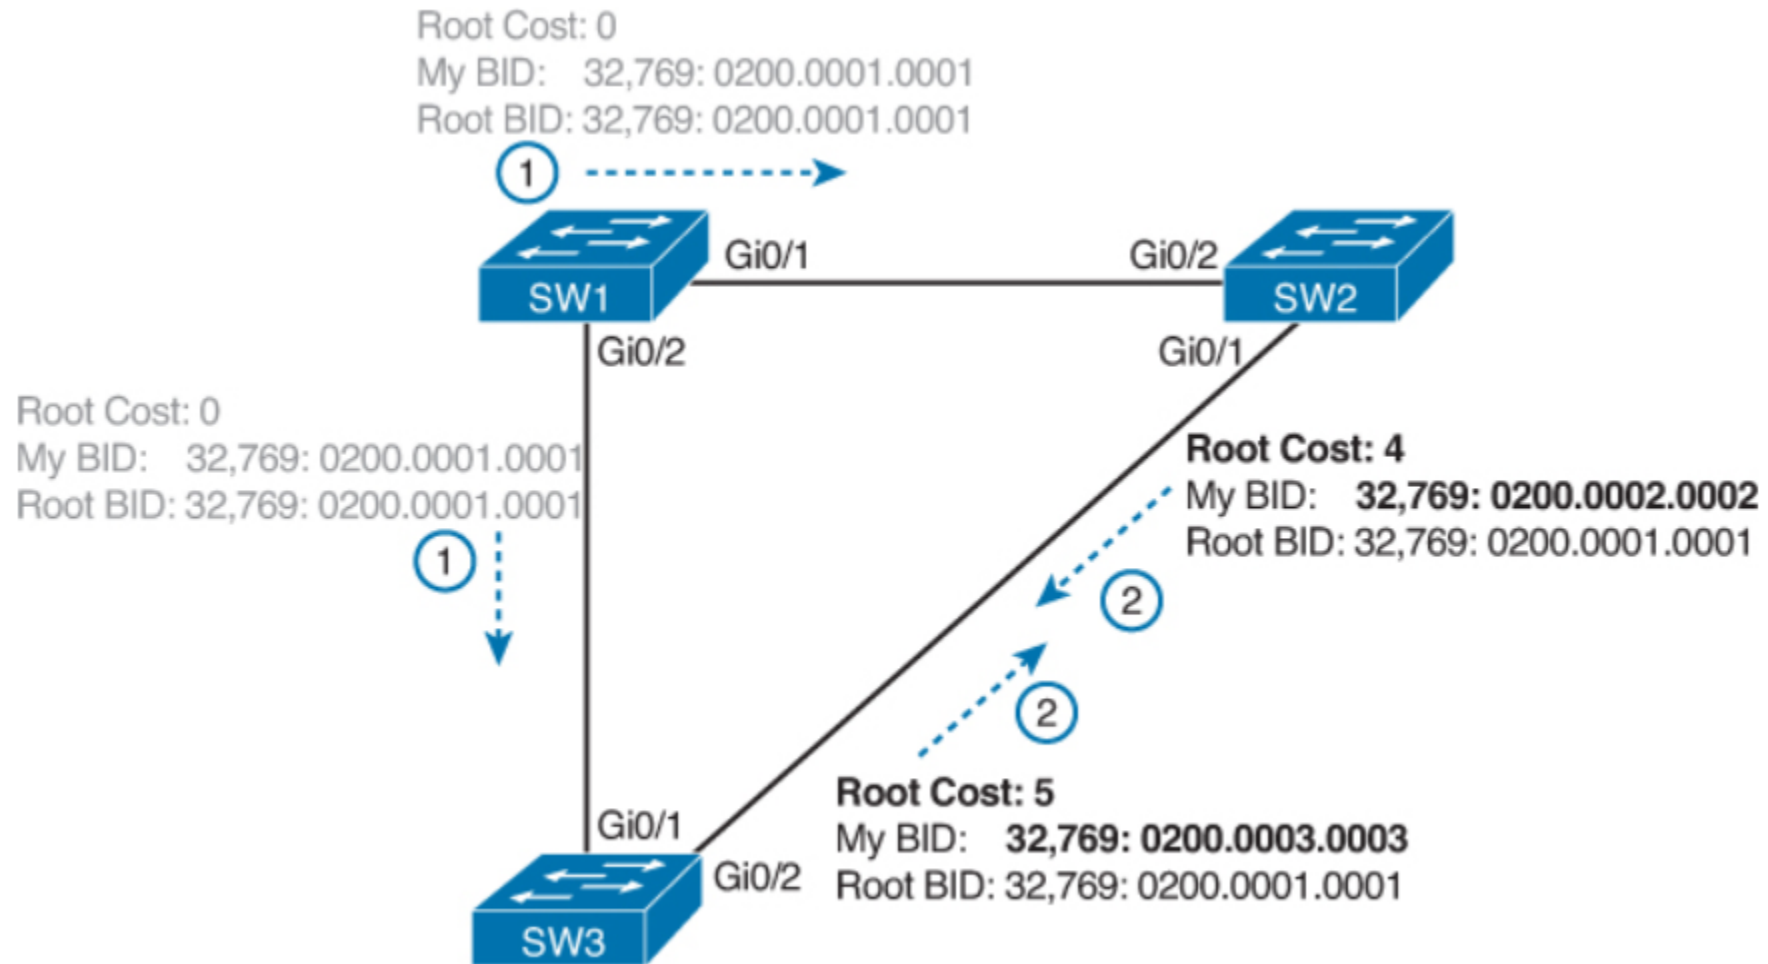 Root Cost: 0
My BID: 32,769: 0200.0001.0001
Root BID: 32,769: 0200.0001.0001
1
Gi0/1
Gi0/2
SW1
SW2
Gi0/2
Gi0/1
Root Cost: 0
My BID: 32,769: 0200.0001.0001
Root BID: 32,769: 0200.0001.0001
1
Root Cost: 4
My BID: 32,769: 0200.0002.0002
Root BID: 32,769: 0200.0001.0001
2
2
Root Cost: 5
My BID: 32,769: 0200.0003.0003
Root BID: 32,769: 0200.0001.0001
Gi0/1
Gi0/2
SW3